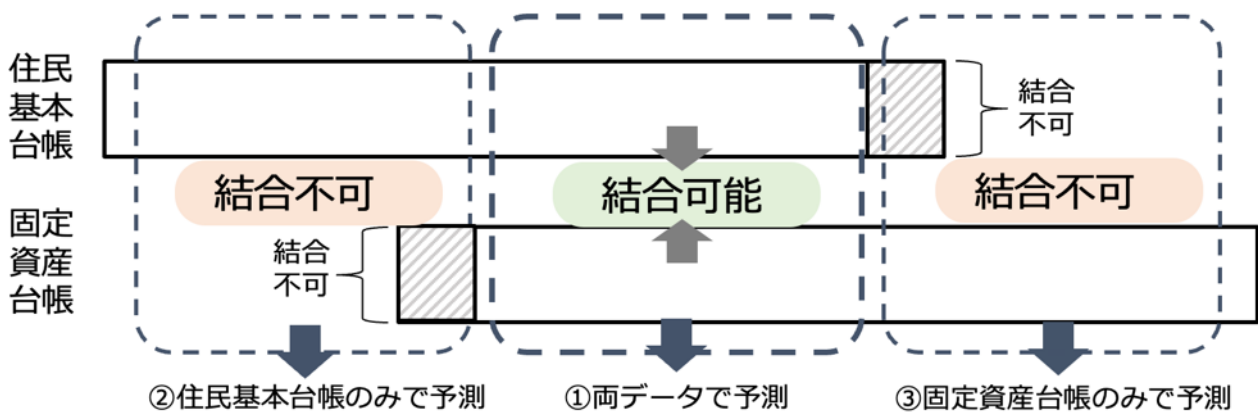 住民
基本
台帳
結合
不可
結合不可
結合可能
結合不可
固定
資産
台帳
結合
不可
②住民基本台帳のみで予測
①両データで予測
③固定資産台帳のみで予測